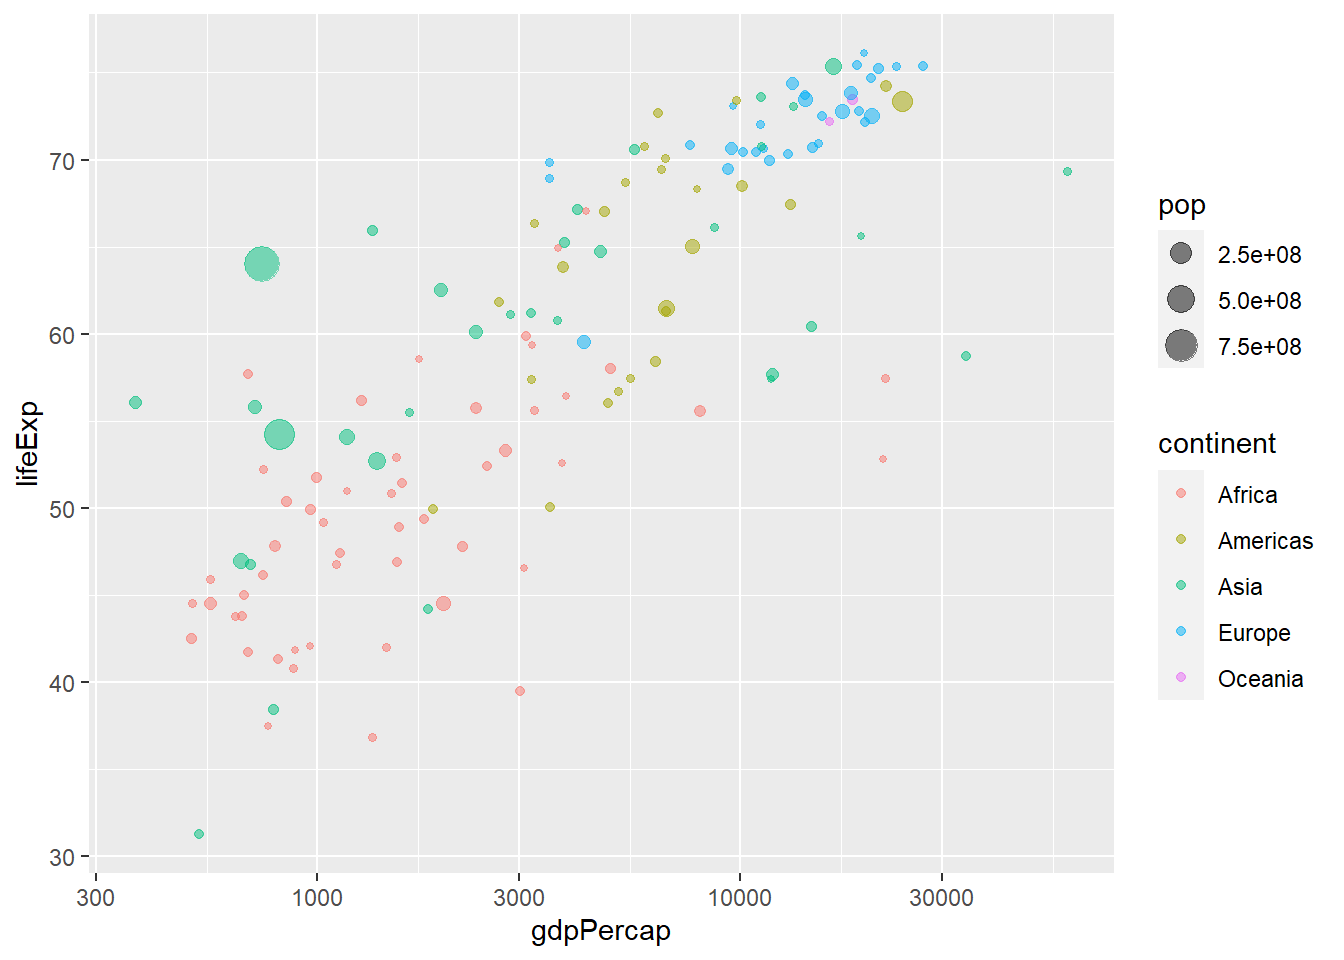 70
60
50
40
30
lifeExp
300
1000
3000
10000
30000
gdpPercap
pop
2.5e+08
5.0e+08
7.5e+08
continent
Africa
Americas
Asia
Europe
Oceania